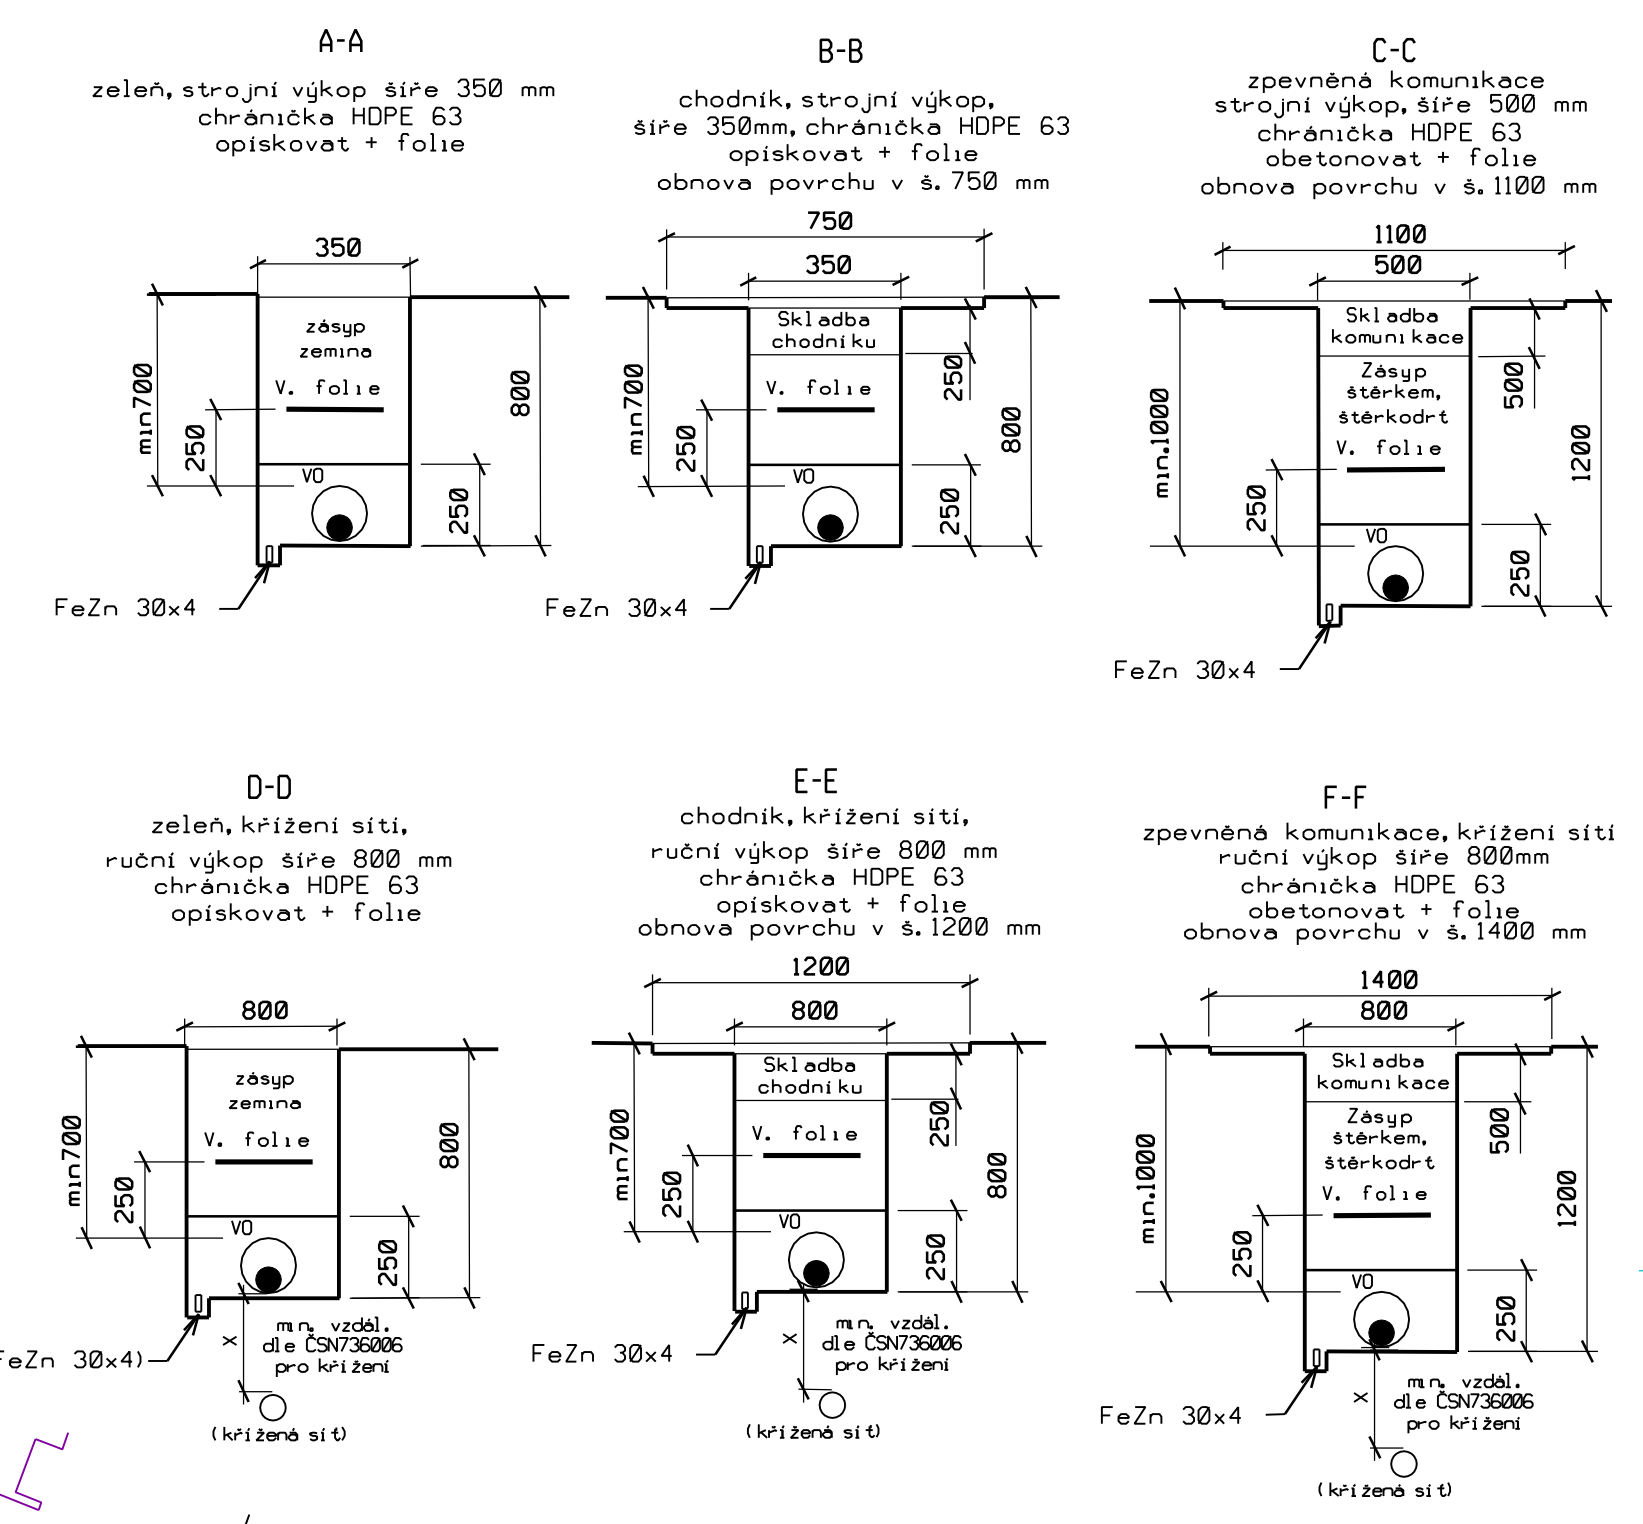 A-A
zeleň, strojní výkop šíře 350 mm
chránička HDPE 63
opískovat + folie
350
zásyp
zemina
V. folie
min700
250
800
VO
250
FeZn 30x4
B-B
chodník, strojní výkop,
šíře 350mm, chránička HDPE 63
opískovat + folie
obnova povrchu v š. 750 mm
750
350
Skladba
chodníku
V. folie
min700
250
250
800
VO
250
FeZn 30x4
C-C
zpevněná komunikace
strojní výkop, šíře 500 mm
chránička HDPE 63
obetonovat + folie
obnova povrchu v š. 1100 mm
1100
500
Skladba
komunikace
Zásyp
štěrkem,
štěrkodrť
V. folie
min.1000
250
500
1200
VO
250
FeZn 30x4
D-D
zeleň, křížení sítí,
ruční výkop šíře 800 mm
chránička HDPE 63
opískovat + folie
800
zásyp
zemina
V. folie
min700
250
800
VO
250
FeZn 30x4)
X
min. vzdál.
dle ČSN736006
pro křížení
(křížená síť)
E-E
chodník, křížení sítí,
ruční výkop šíře 800 mm
chránička HDPE 63
opískovat + folie
obnova povrchu v š. 1200 mm
1200
800
Skladba
chodníku
V. folie
min700
250
250
800
VO
250
FeZn 30x4
X
min. vzdál.
dle ČSN736006
pro křížení
(křížená síť)
F-F
zpevněná komunikace, křížení sítí
ruční výkop šíře 800mm
chránička HDPE 63
obetonovat + folie
obnova povrchu v š. 1400 mm
1400
800
Skladba
komunikace
Zásyp
štěrkem,
štěrkodrť
V. folie
min.1000
250
500
1200
VO
250
FeZn 30x4
X
min. vzdál.
dle ČSN736006
pro křížení
(křížená síť)